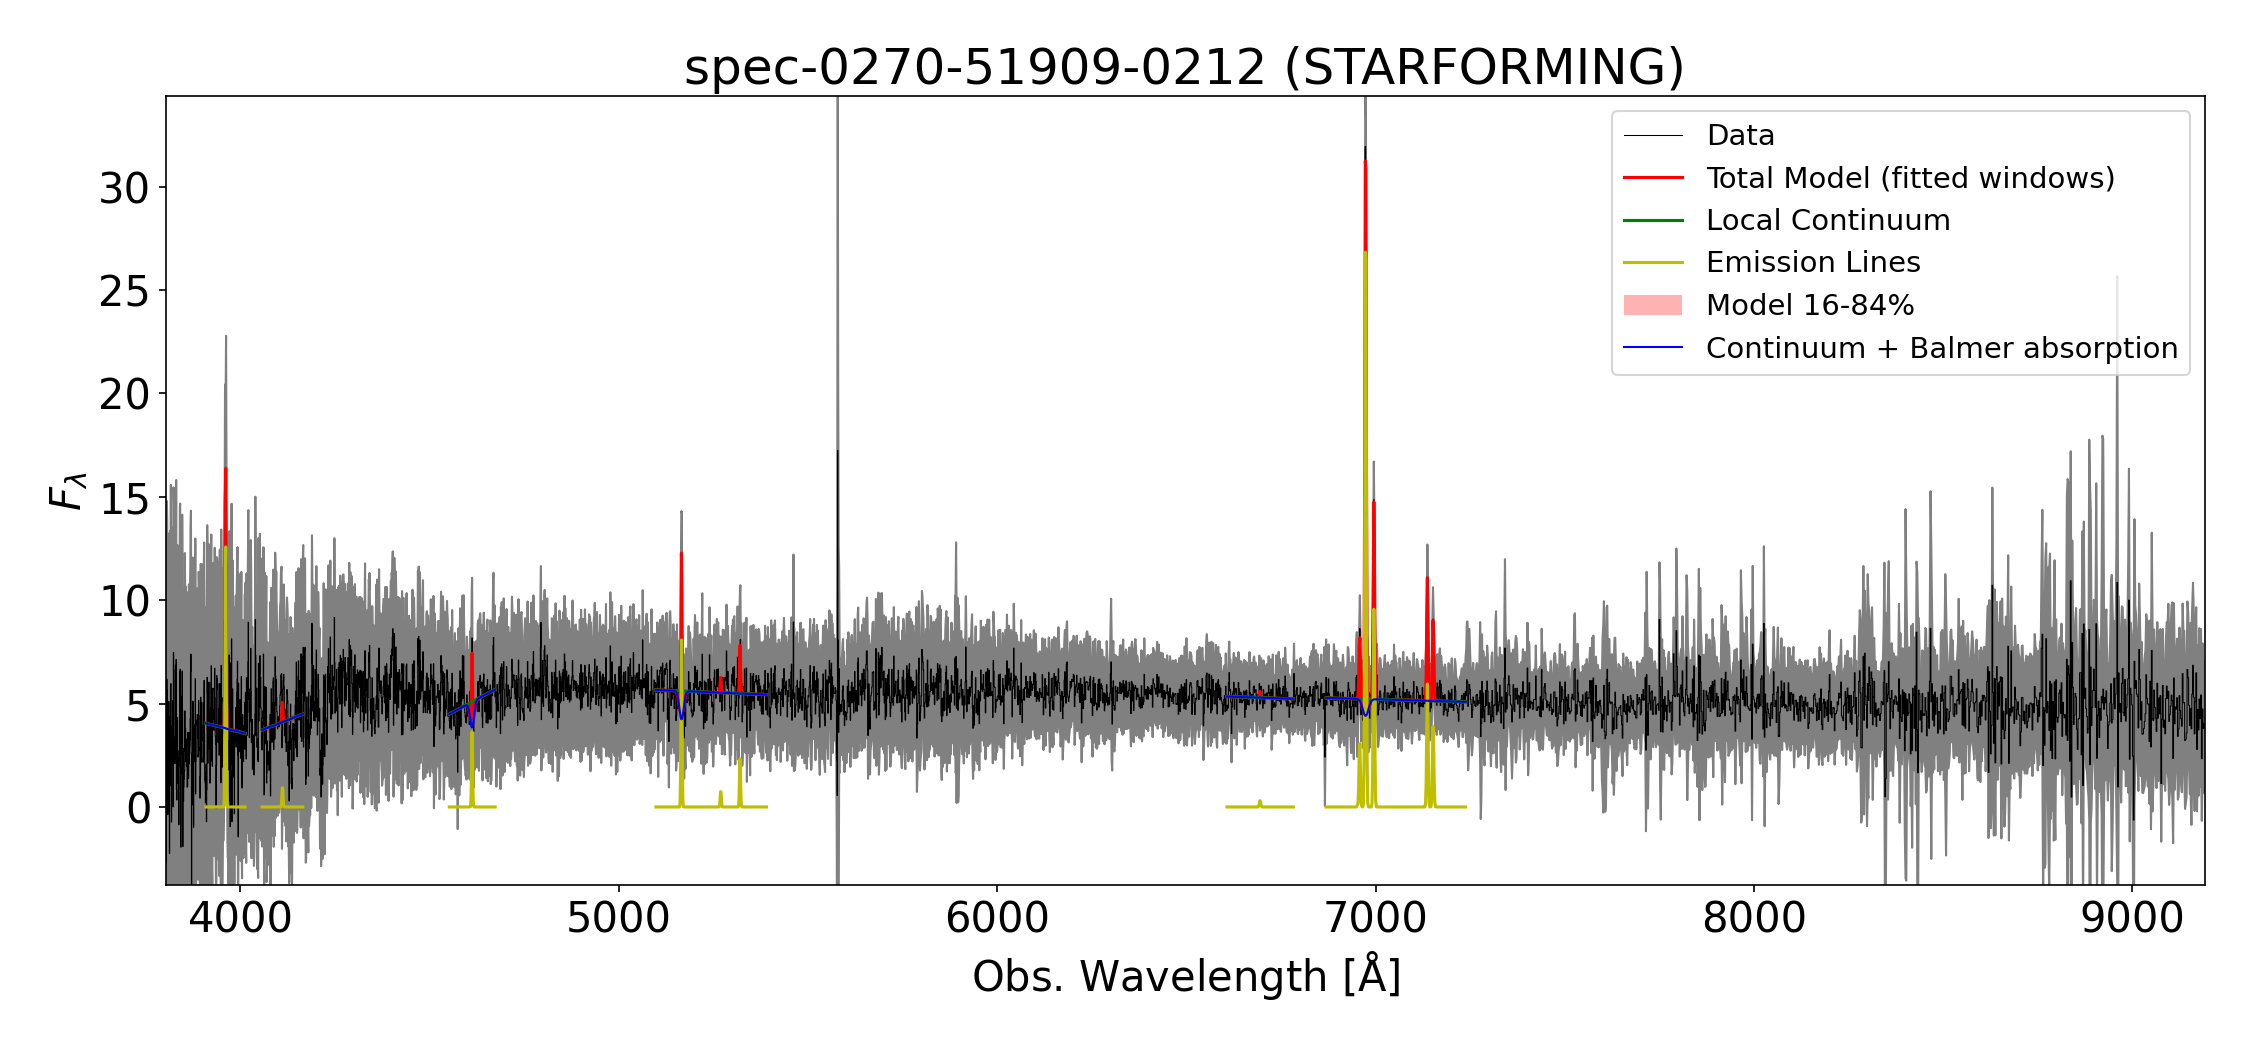 spec-0270-51909-0212 (STARFORMING)
Data
Total Model (fitted windows)
Local Continuum
Emission Lines
Model 16-84%
Continuum + Balmer absorption
30
25
20
15
10
5
0
Fλ
4000 5000 6000 7000 8000 9000
Obs. Wavelength [Å]